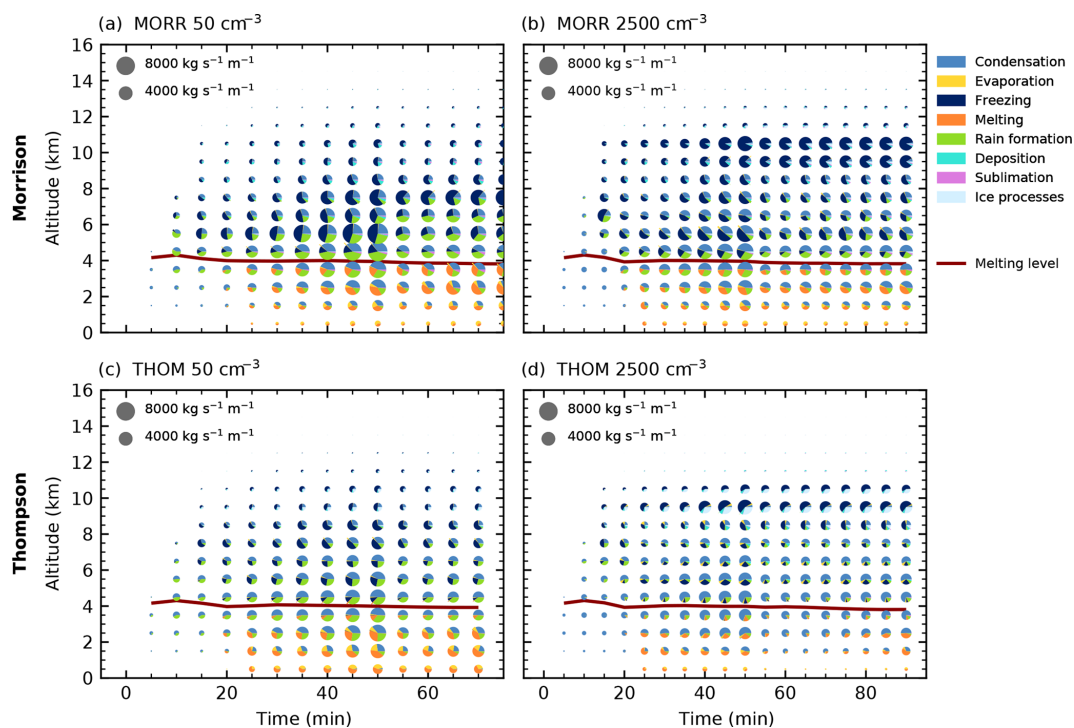 (a) MORR 50 cm⁻³
(b) MORR 2500 cm⁻³
16
14
12
10
8
6
4
2
0
Altitude (km)
Morrison
8000 kg s⁻¹ m⁻¹
4000 kg s⁻¹ m⁻¹
8000 kg s⁻¹ m⁻¹
4000 kg s⁻¹ m⁻¹
Condensation
Evaporation
Freezing
Melting
Rain formation
Deposition
Sublimation
Ice processes
Melting level
(c) THOM 50 cm⁻³
(d) THOM 2500 cm⁻³
16
14
12
10
8
6
4
2
0
Altitude (km)
Thompson
8000 kg s⁻¹ m⁻¹
4000 kg s⁻¹ m⁻¹
8000 kg s⁻¹ m⁻¹
4000 kg s⁻¹ m⁻¹
0 20 40 60
0 20 40 60 80
Time (min)
Time (min)